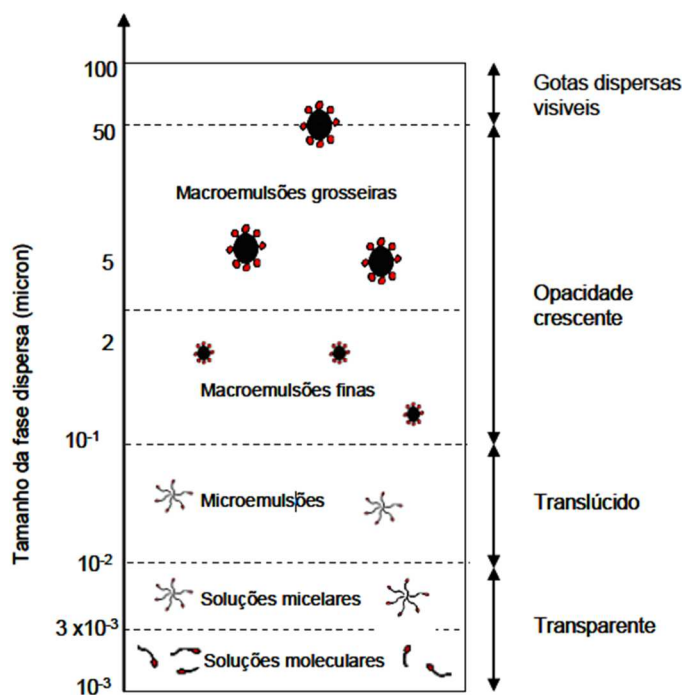 100
Gotas dispersas
visiveis
50
Macroemulsões grosseiras
5
Opacidade
crescente
2
Macroemulsões finas
10-1
Microemulsões
Translúcido
10-2
Soluções micelares
3 x10-3
Transparente
Soluções moleculares
10-3
Tamanho da fase dispersa (micron)